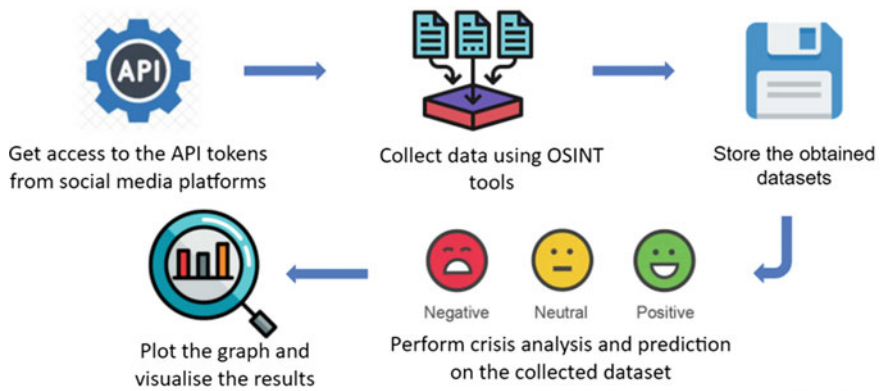 API
Get access to the API tokens
from social media platforms
Collect data using OSINT
tools
Store the obtained
datasets
Negative
Neutral
Positive
Perform crisis analysis and prediction
on the collected dataset
Plot the graph and
visualise the results